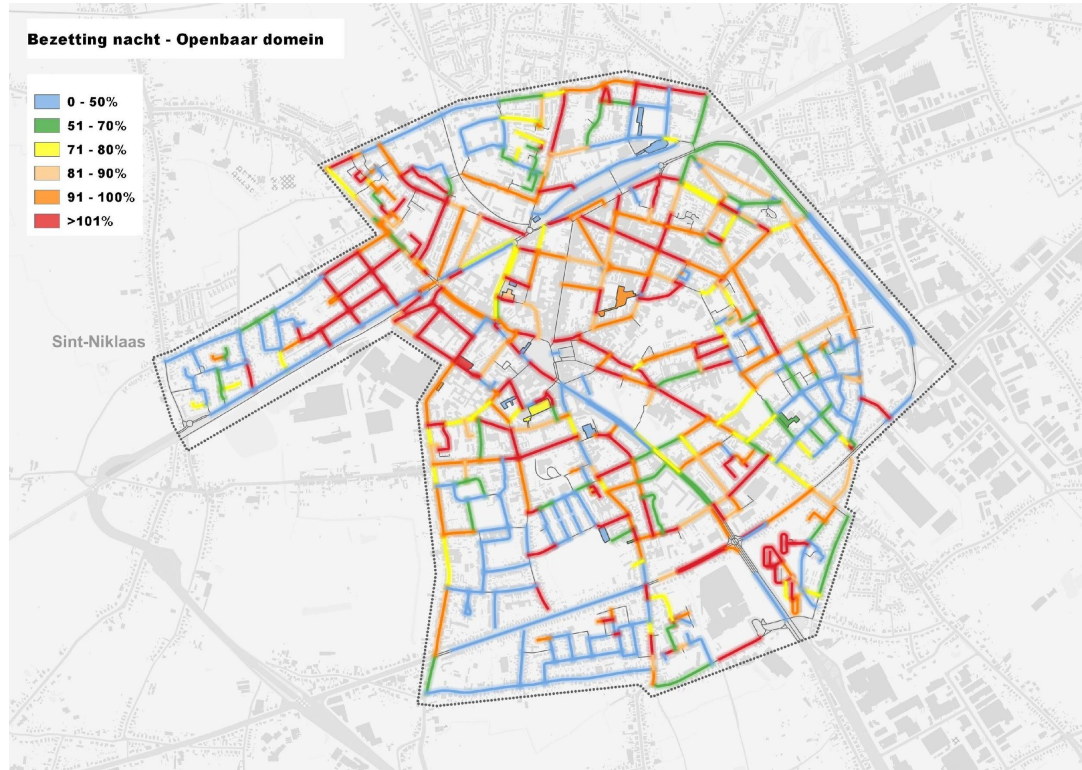 Bezetting nacht - Openbaar domein
0 - 50%
51 - 70%
71 - 80%
81 - 90%
91 - 100%
>101%
Sint-Niklaas